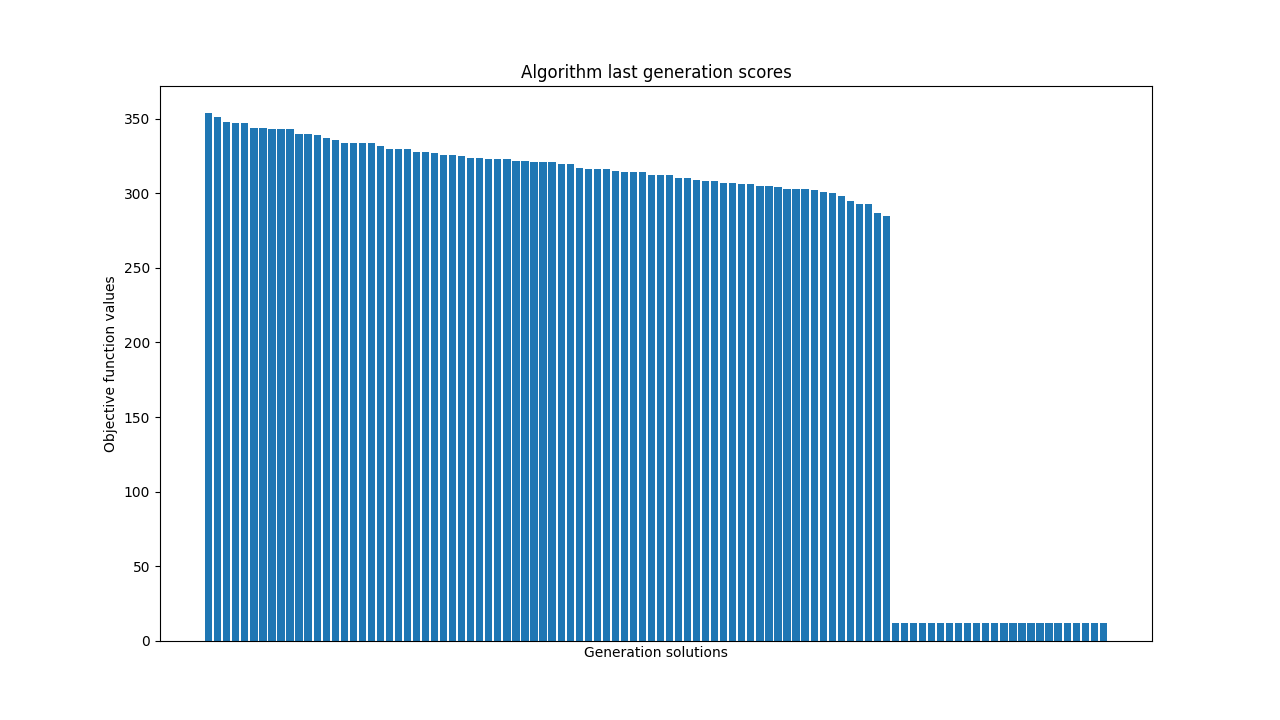 Algorithm last generation scores
350
300
250
200
150
100
50
0
Objective function values
Generation solutions